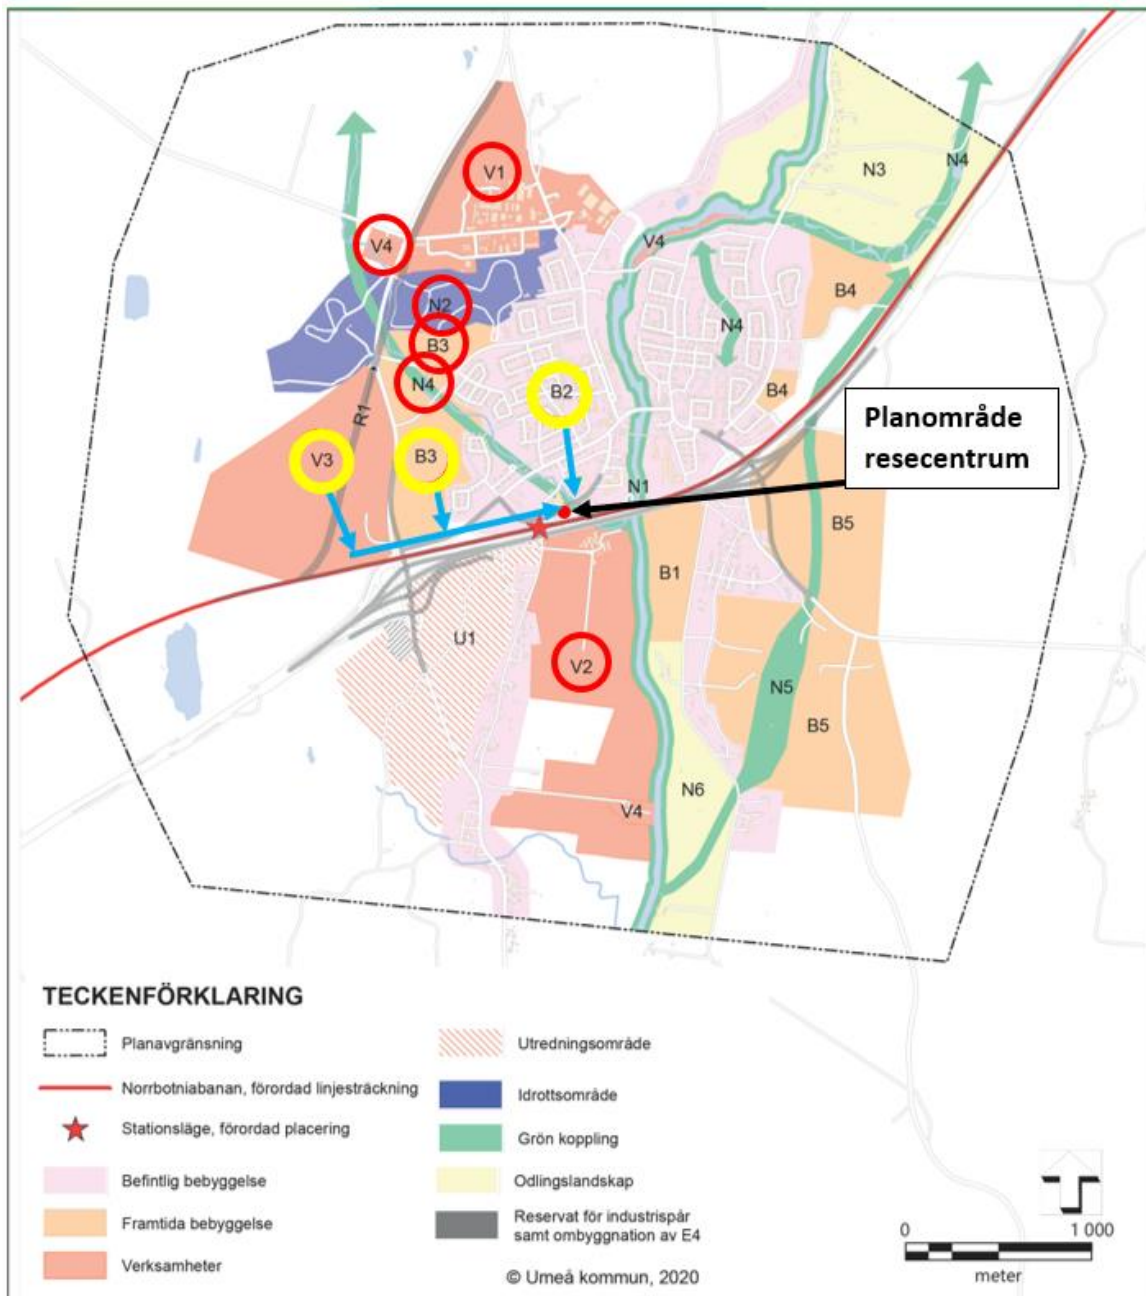 V1
N3
N4
V4
V4
N2
B4
B3
N4
N4
B2
B4
R1
Planområde
resecentrum
V3
B3
N1
B5
B1
U1
V2
N5
B5
N6
V4
TECKENFÖRKLARING
Planavgränsning
Norrbotniabanan, förordad linjesträckning
Stationsläge, förordad placering
Befintlig bebyggelse
Framtida bebyggelse
Verksamheter
Utredningsområde
Idrottsområde
Grön koppling
Odlingslandskap
Reservat för industrispår
samt ombyggnation av E4
© Umeå kommun, 2020
0 1 000
meter